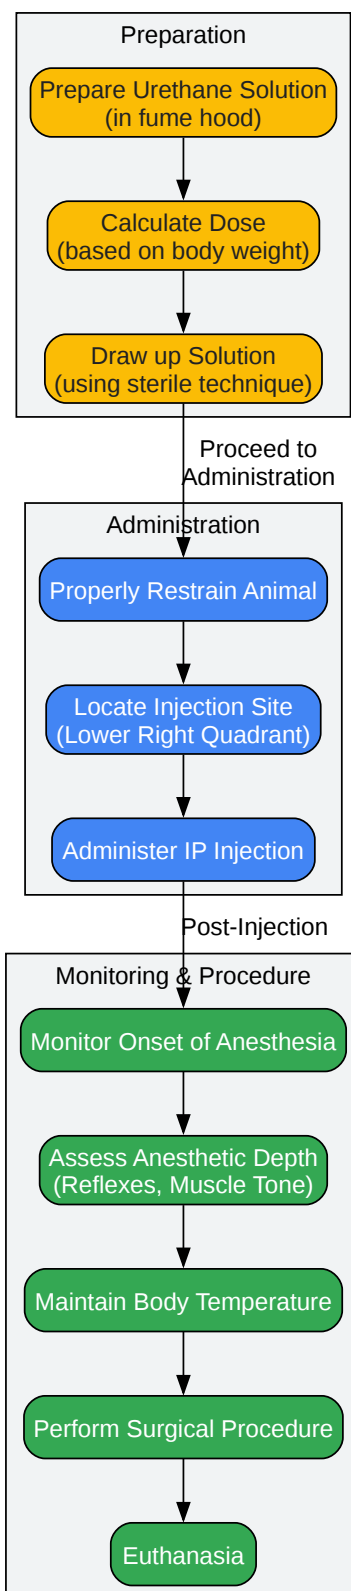 Preparation
Prepare Urethane Solution
(in fume hood)
Calculate Dose
(based on body weight)
Draw up Solution
(using sterile technique)
Proceed to
Administration
Administration
Properly Restrain Animal
Locate Injection Site
(Lower Right Quadrant)
Administer IP Injection
Post-Injection
Monitoring & Procedure
Monitor Onset of Anesthesia
Assess Anesthetic Depth
(Reflexes, Muscle Tone)
Maintain Body Temperature
Perform Surgical Procedure
Euthanasia